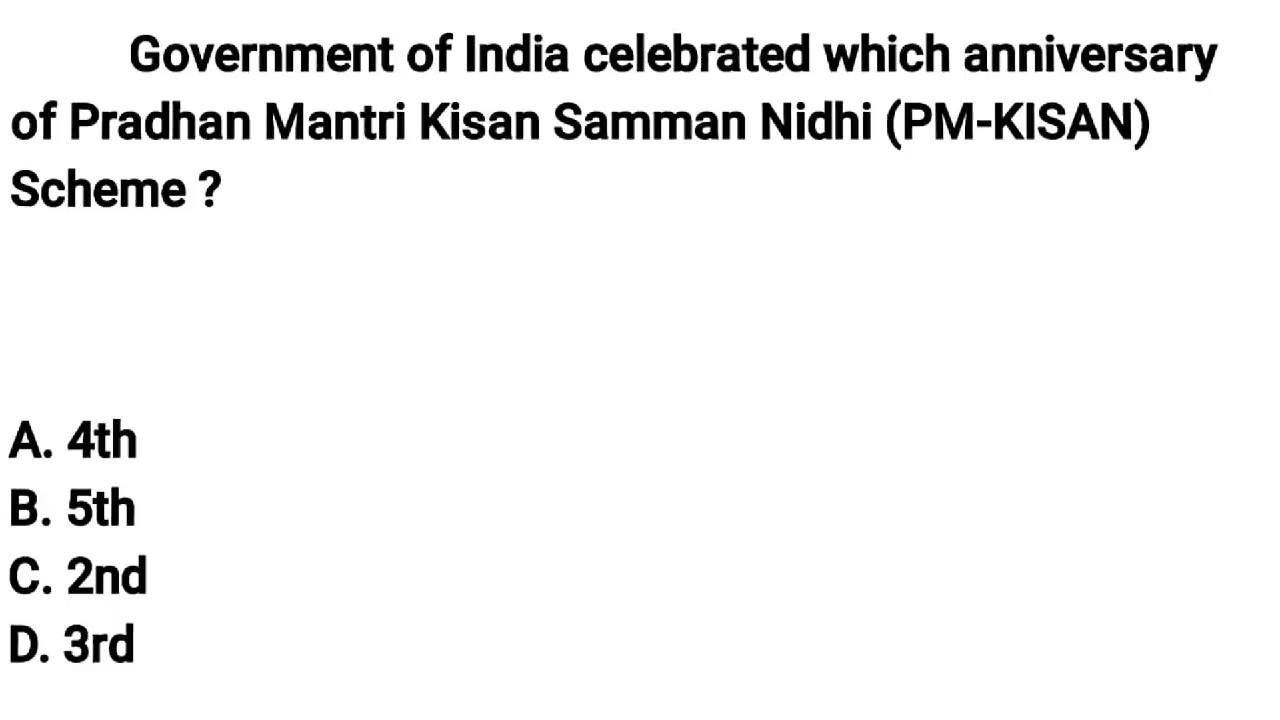 Government of India celebrated which anniversary
of Pradhan Mantri Kisan Samman Nidhi (PM-KISAN)
Scheme ?
A. 4th
B. 5th
C. 2nd
D. 3rd